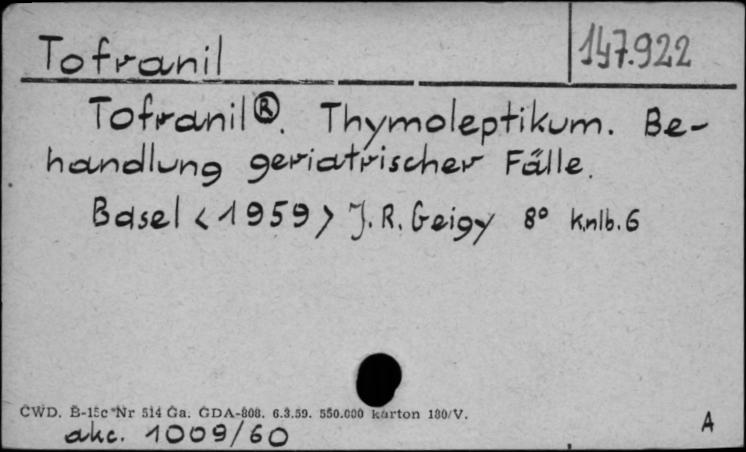 Tofranil 147.922
Tofranil®. Thymoleptikum. Be-
handlung geriatrischer Fälle.
Basel <1959> J. R. Geigy 8° k.nlb. 6
CWD. B-15c Nr 514 Ga. GDA-808. 6.3.59. 550.000 karton 180/V.
akc. 1009/60
A